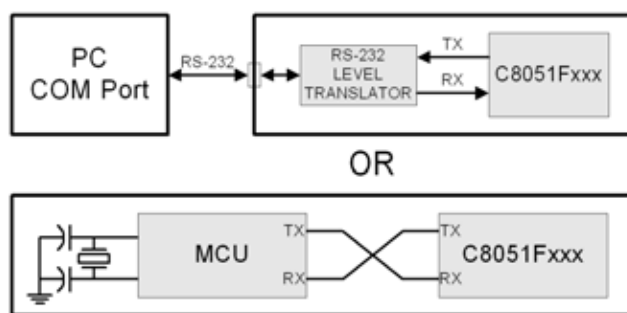 PC
COM Port
RS-232
RS-232
LEVEL
TRANSLATOR
TX
RX
C8051Fxxx
OR
MCU
TX
RX
TX
RX
C8051Fxxx